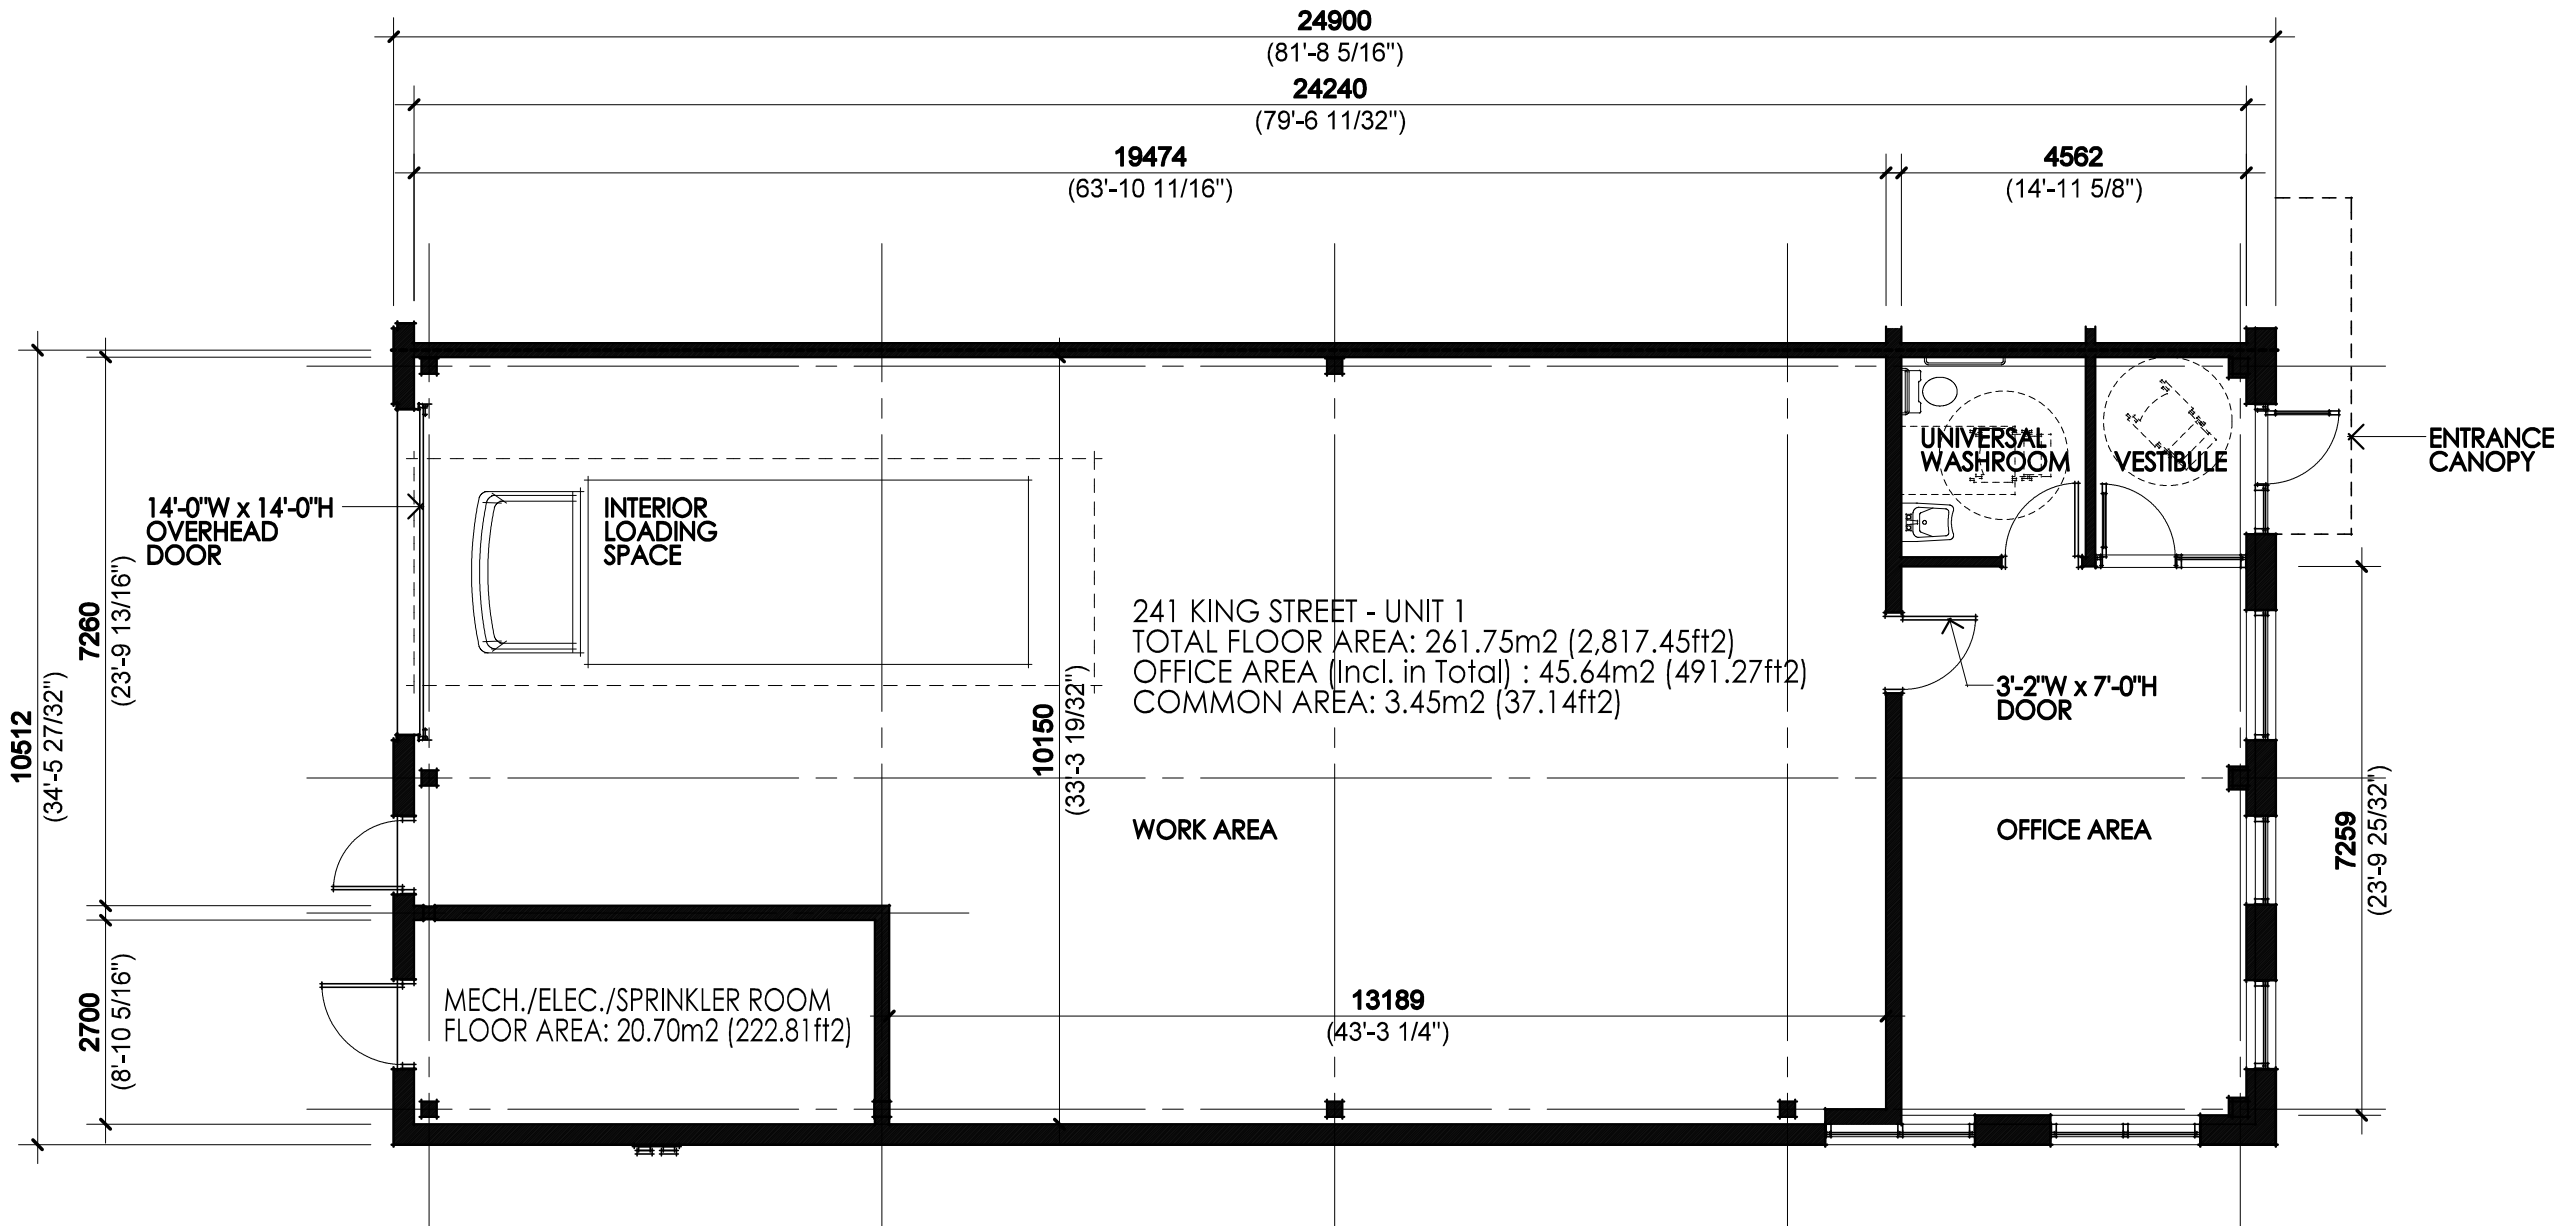 24900
(81'-8 5/16")
24240
(79'-6 11/32")
19474
(63'-10 11/16")
4562
(14'-11 5/8")
UNIVERSAL
WASHROOM
VESTIBULE
ENTRANCE
CANOPY
14'-0"W x 14'-0"H
OVERHEAD
DOOR
INTERIOR
LOADING
SPACE
241 KING STREET - UNIT 1
TOTAL FLOOR AREA: 261.75m2 (2,817.45ft2)
OFFICE AREA (Incl. in Total) : 45.64m2 (491.27ft2)
COMMON AREA: 3.45m2 (37.14ft2)
3'-2"W x 7'-0"H
DOOR
7260
(23'-9 13/16")
10512
(34'-5 27/32")
10150
(33'-3 19/32")
WORK AREA
OFFICE AREA
7259
(23'-9 25/32")
2700
(8'-10 5/16")
MECH./ELEC./SPRINKLER ROOM
FLOOR AREA: 20.70m2 (222.81ft2)
13189
(43'-3 1/4")